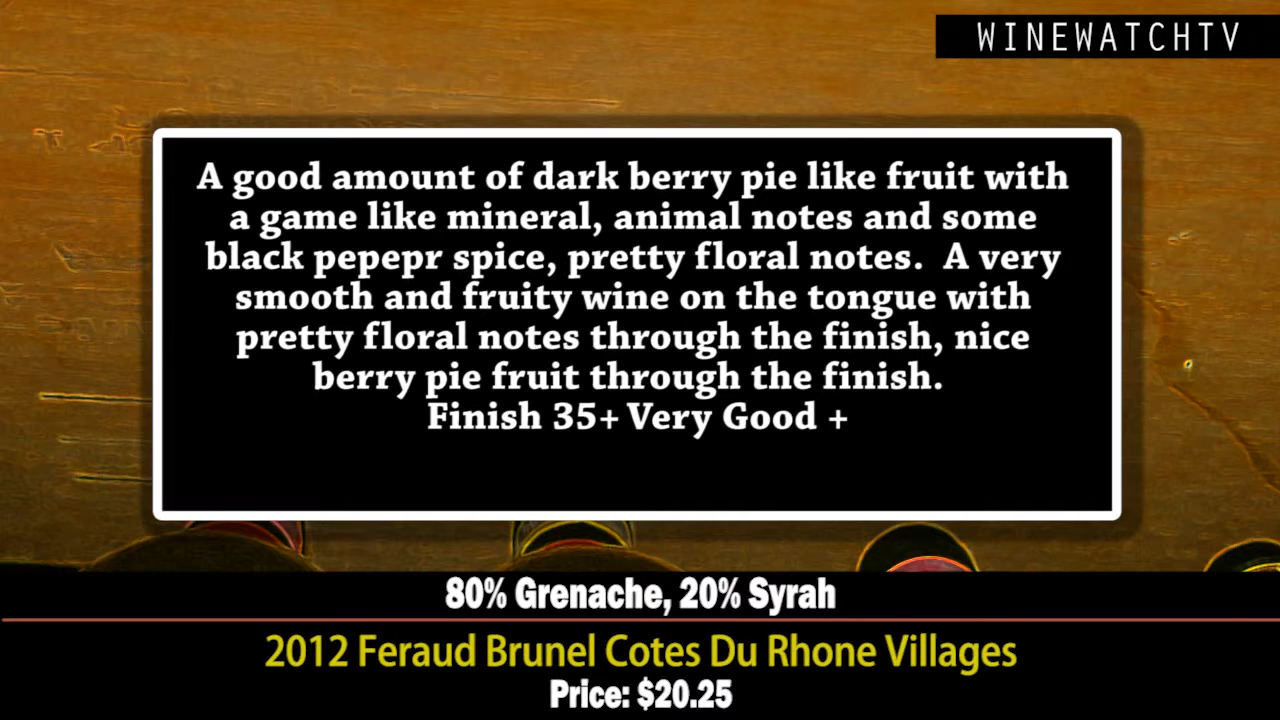 WINEWATCHTV
A good amount of dark berry pie like fruit with
a game like mineral, animal notes and some
black pepepr spice, pretty floral notes.  A very
smooth and fruity wine on the tongue with
pretty floral notes through the finish, nice
berry pie fruit through the finish.
Finish 35+ Very Good +
80% Grenache, 20% Syrah
2012 Feraud Brunel Cotes Du Rhone Villages
Price: $20.25